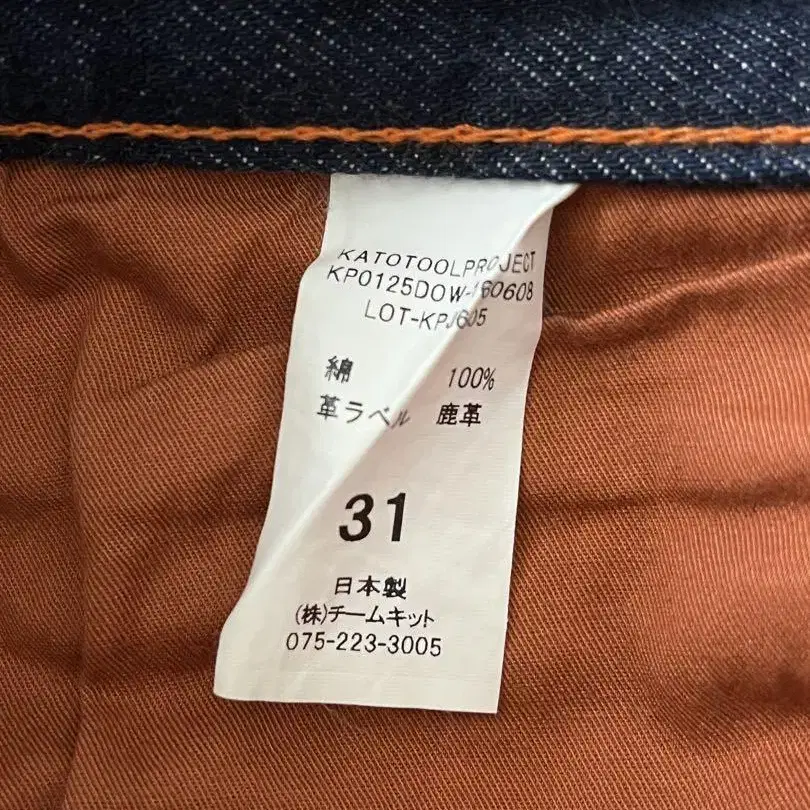 KATOTOOLPROJECT
KP0125DOW-160608
LOT-KPJ605
綿 100%
革ラベル 鹿革
31
日本製
(株)チームキット
075-223-3005